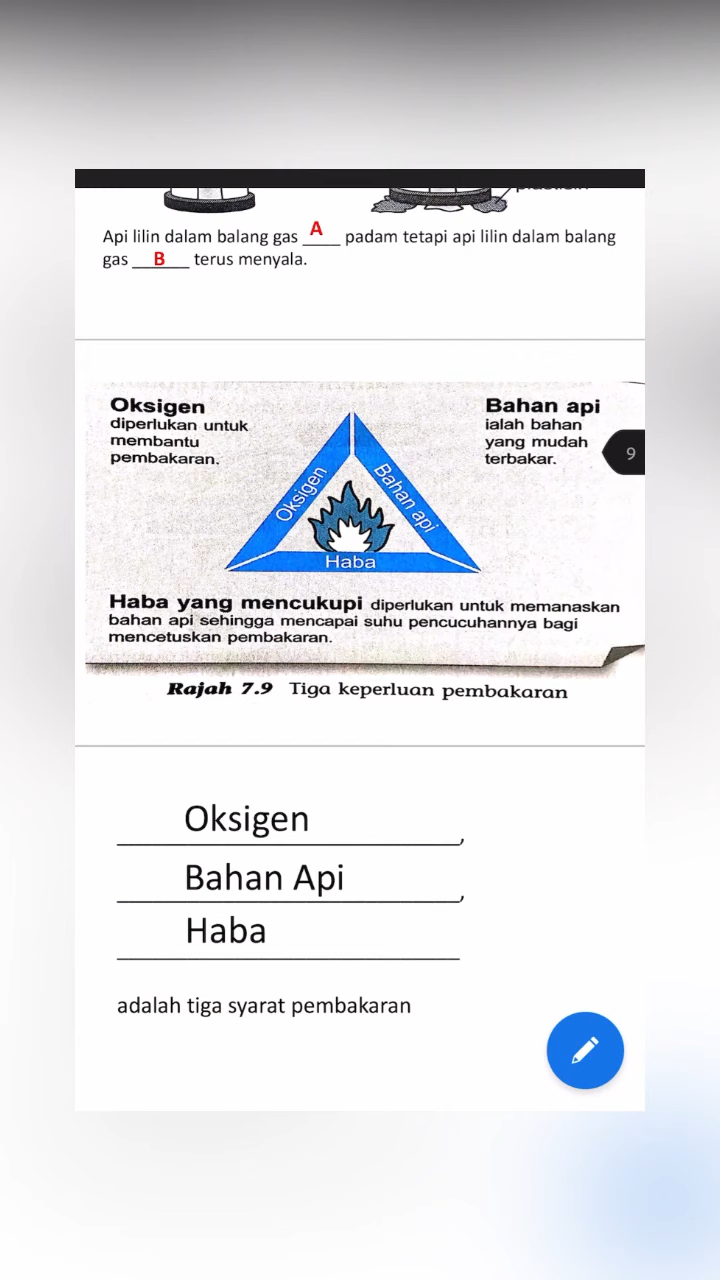 Api lilin dalam balang gas A padam tetapi api lilin dalam balang
gas B terus menyala.
Oksigen
diperlukan untuk
membantu
pembakaran.
Bahan api
ialah bahan
yang mudah
terbakar.
9
Oksigen
Bahan api
Haba
Haba yang mencukupi diperlukan untuk memanaskan
bahan api sehingga mencapai suhu pencucuhannya bagi
mencetuskan pembakaran.
Rajah 7.9 Tiga keperluan pembakaran
Oksigen,
Bahan Api,
Haba
adalah tiga syarat pembakaran